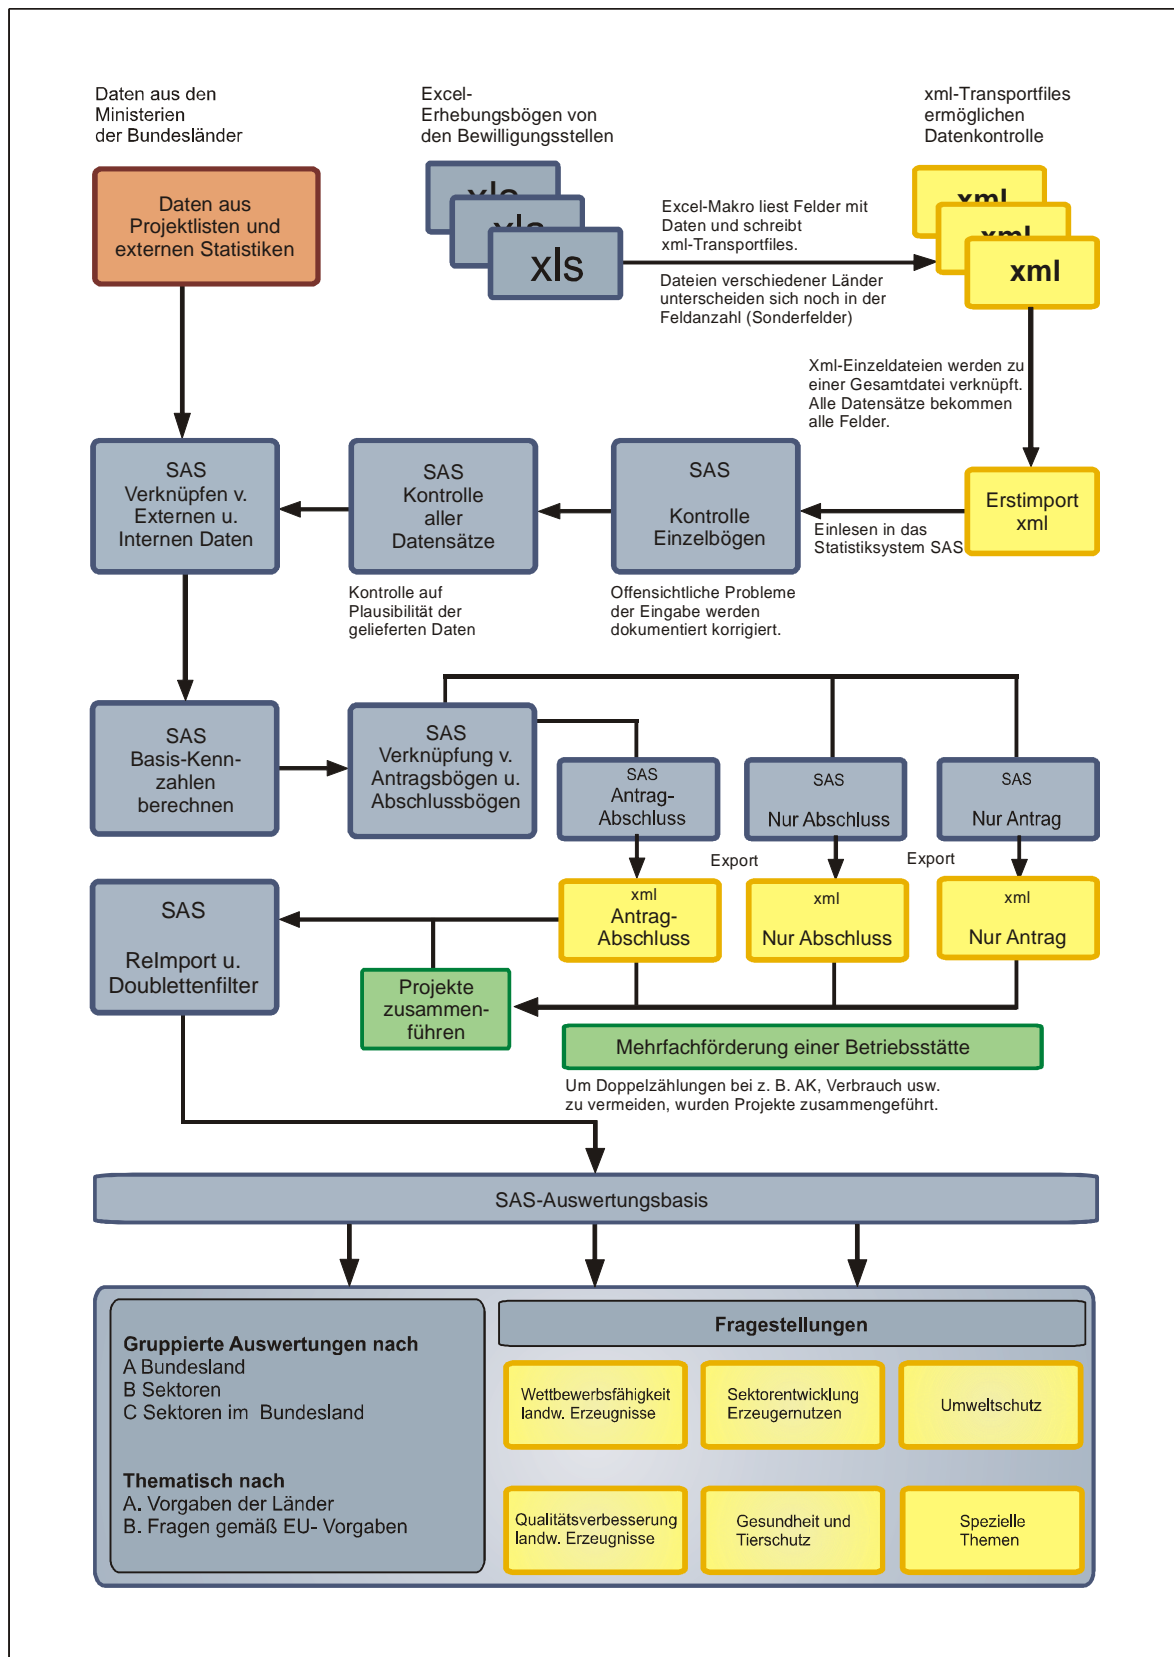 Daten aus den
Ministerien
der Bundesländer
Excel-
Erhebungsbögen von
den Bewilligungsstellen
xml-Transportfiles
ermöglichen
Datenkontrolle
Daten aus
Projektlisten und
externen Statistiken
xls
xls
xls
Excel-Makro liest Felder mit
Daten und schreibt
xml-Transportfiles.
Dateien verschiedener Länder
unterscheiden sich noch in der
Feldanzahl (Sonderfelder)
xml
xml
xml
Xml-Einzeldateien werden zu
einer Gesamtdatei verknüpft.
Alle Datensätze bekommen
alle Felder.
SAS
Verknüpfen v.
Externen u.
Internen Daten
SAS
Kontrolle
aller
Datensätze
SAS
Kontrolle
Einzelbögen
Einlesen in das
Statistiksystem SAS
Erstimport
xml
Kontrolle auf
Plausibilität der
gelieferten Daten
Offensichtliche Probleme
der Eingabe werden
dokumentiert korrigiert.
SAS
Basis-Kenn-
zahlen
berechnen
SAS
Verknüpfung v.
Antragsbögen u.
Abschlussbögen
SAS
Antrag-
Abschluss
SAS
Nur Abschluss
SAS
Nur Antrag
Export
Export
SAS
ReImport u.
Doublettenfilter
xml
Antrag-
Abschluss
xml
Nur Abschluss
xml
Nur Antrag
Projekte
zusammen-
führen
Mehrfachförderung einer Betriebsstätte
Um Doppelzählungen bei z. B. AK, Verbrauch usw.
zu vermeiden, wurden Projekte zusammengeführt.
SAS-Auswertungsbasis
Gruppierte Auswertungen nach
A Bundesland
B Sektoren
C Sektoren im Bundesland
Thematisch nach
A. Vorgaben der Länder
B. Fragen gemäß EU- Vorgaben
Fragestellungen
Wettbewerbsfähigkeit
landw. Erzeugnisse
Sektorentwicklung
Erzeugernutzen
Umweltschutz
Qualitätsverbesserung
landw. Erzeugnisse
Gesundheit und
Tierschutz
Spezielle
Themen